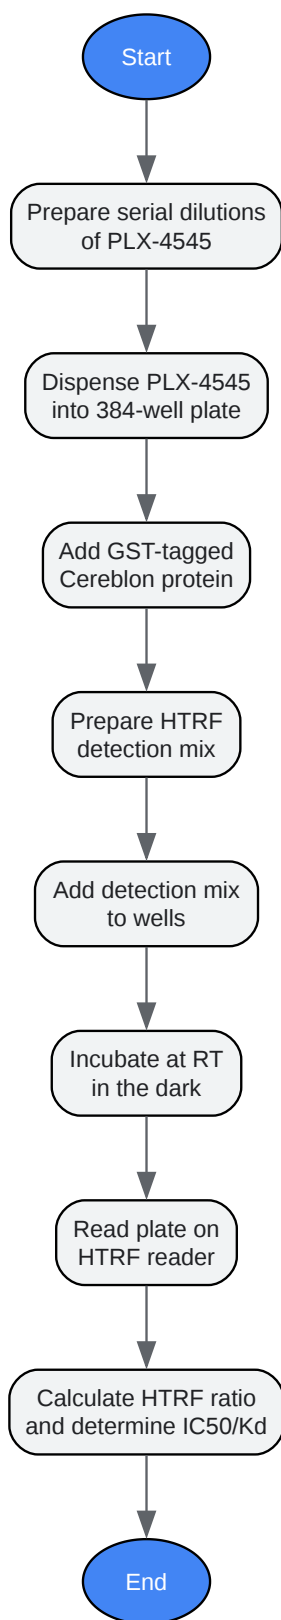 Start
Prepare serial dilutions
of PLX-4545
Dispense PLX-4545
into 384-well plate
Add GST-tagged
Cereblon protein
Prepare HTRF
detection mix
Add detection mix
to wells
Incubate at RT
in the dark
Read plate on
HTRF reader
Calculate HTRF ratio
and determine IC50/Kd
End